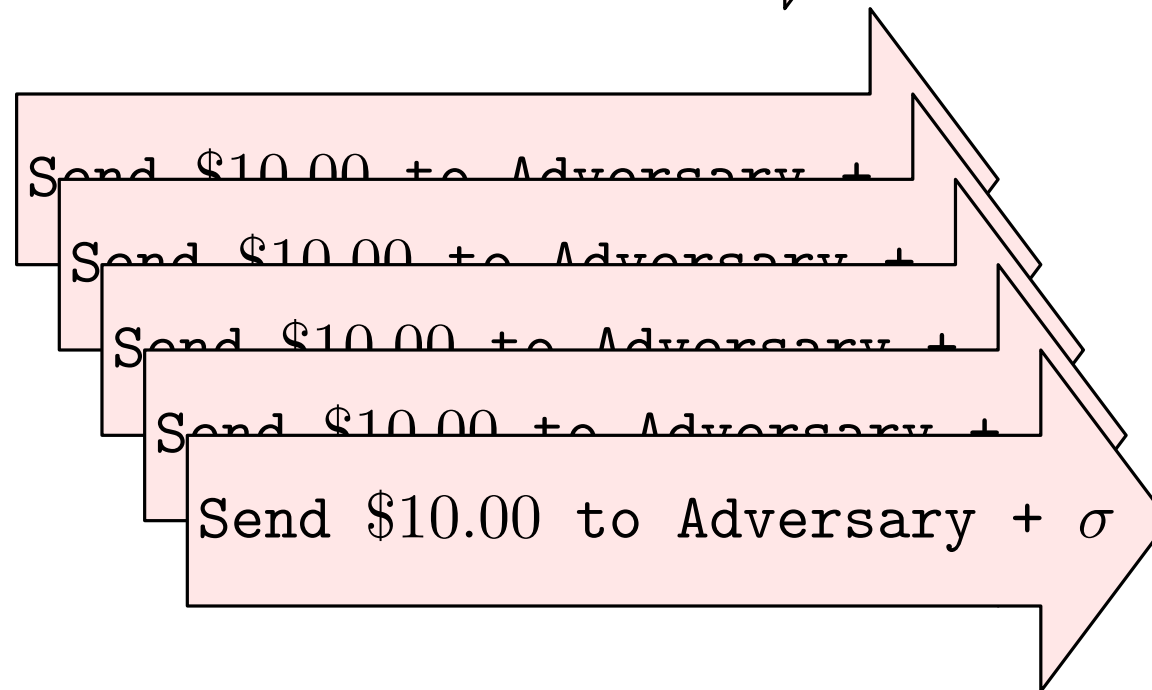 Send $10.00 to Adversary +
Send $10.00 to Adversary +
Send $10.00 to Adversary +
Send $10.00 to Adversary +
Send $10.00 to Adversary + σ